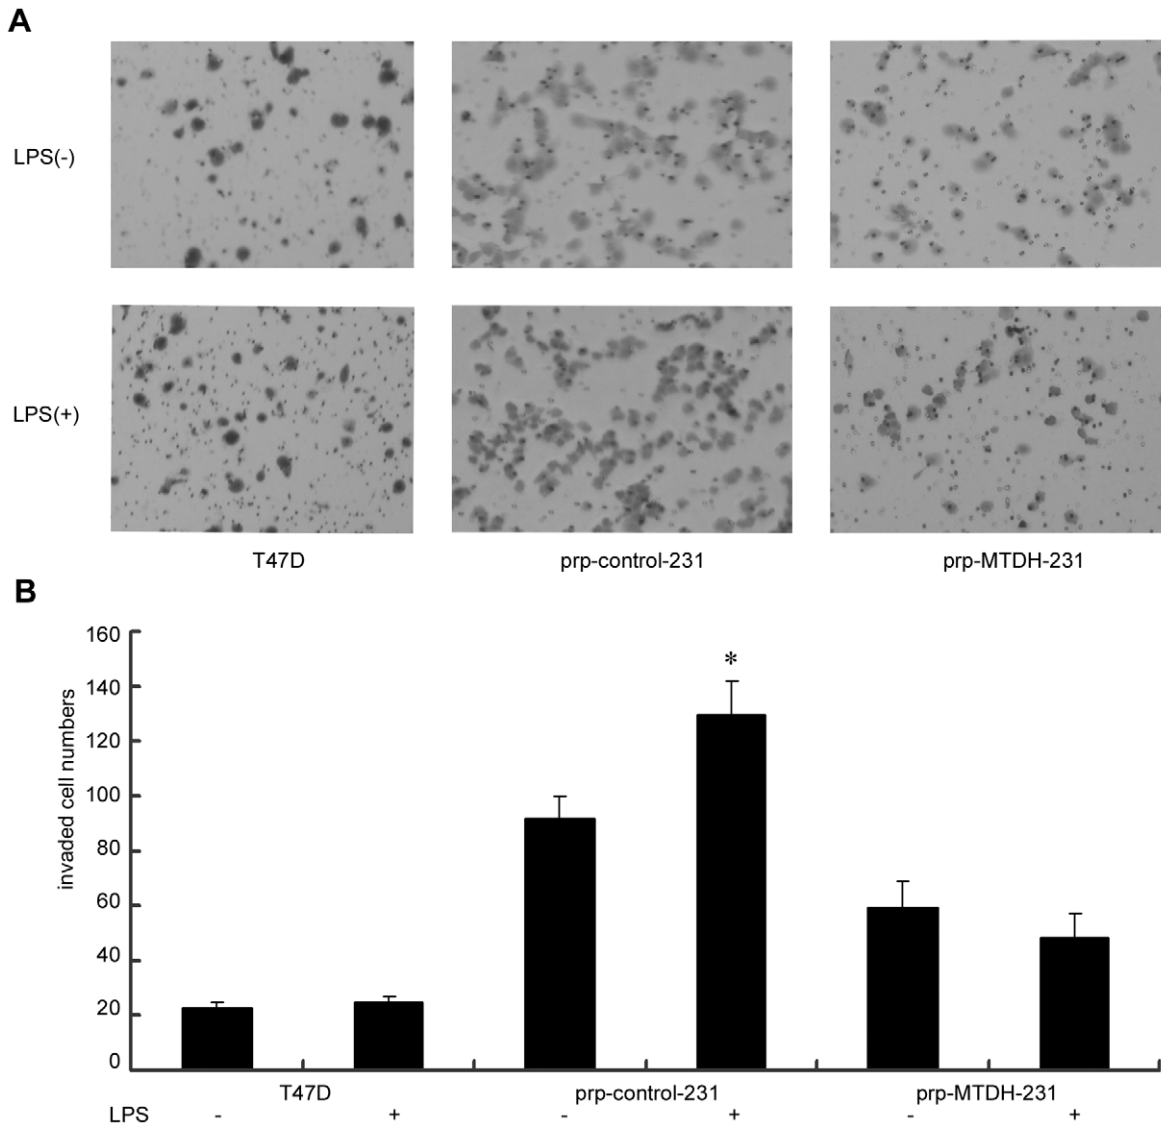 A
LPS(-)
LPS(+)
T47D prp-control-231 prp-MTDH-231
B
invaded cell numbers
160
140
120
100
80
60
40
20
0
*
T47D prp-control-231 prp-MTDH-231
LPS - + - + - +